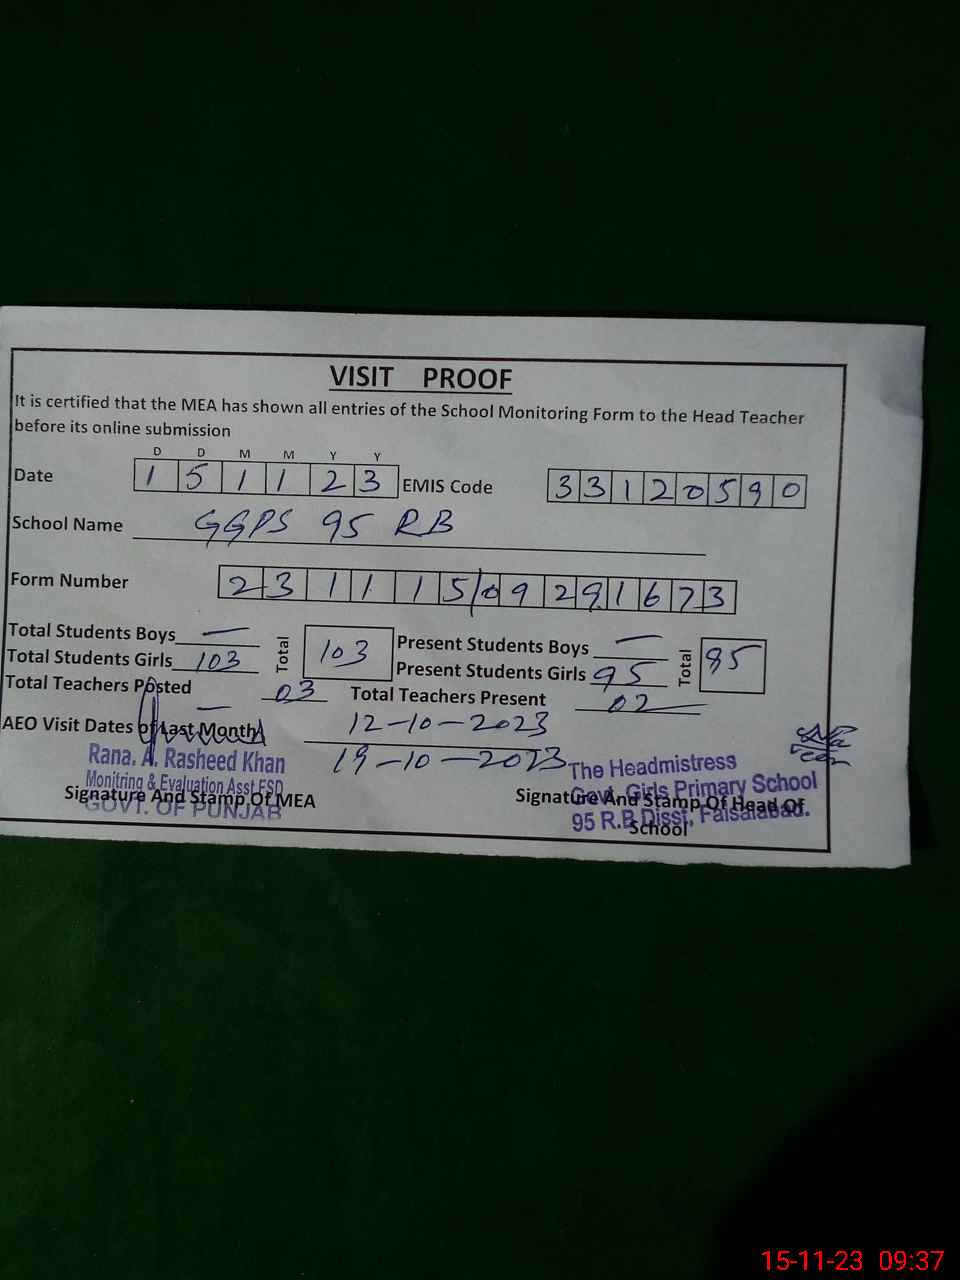 VISIT PROOF
It is certified that the MEA has shown all entries of the School Monitoring Form to the Head Teacher
before its online submission
D D M M Y Y
Date 1 5 1 1 2 3 EMIS Code 3 3 1 2 0 5 9 0
School Name GGPS 95 RB
Form Number 2 3 1 1 1 5 0 9 2 9 1 6 7 3
Total Students Boys — Total 103 Present Students Boys — Total 95
Total Students Girls 103 Present Students Girls 95
Total Teachers Posted 03 Total Teachers Present 02
AEO Visit Dates of Last Month 12-10-2023
19-10-2023
Rana. A. Rasheed Khan
Monitring & Evaluation Asst FSD
GOVT. OF PUNJAB
Signature And Stamp Of MEA
The Headmistress
Govt. Girls Primary School
95 R.B Disst, Faisalabad.
Signature And Stamp Of Head Of
School
15-11-23 09:37